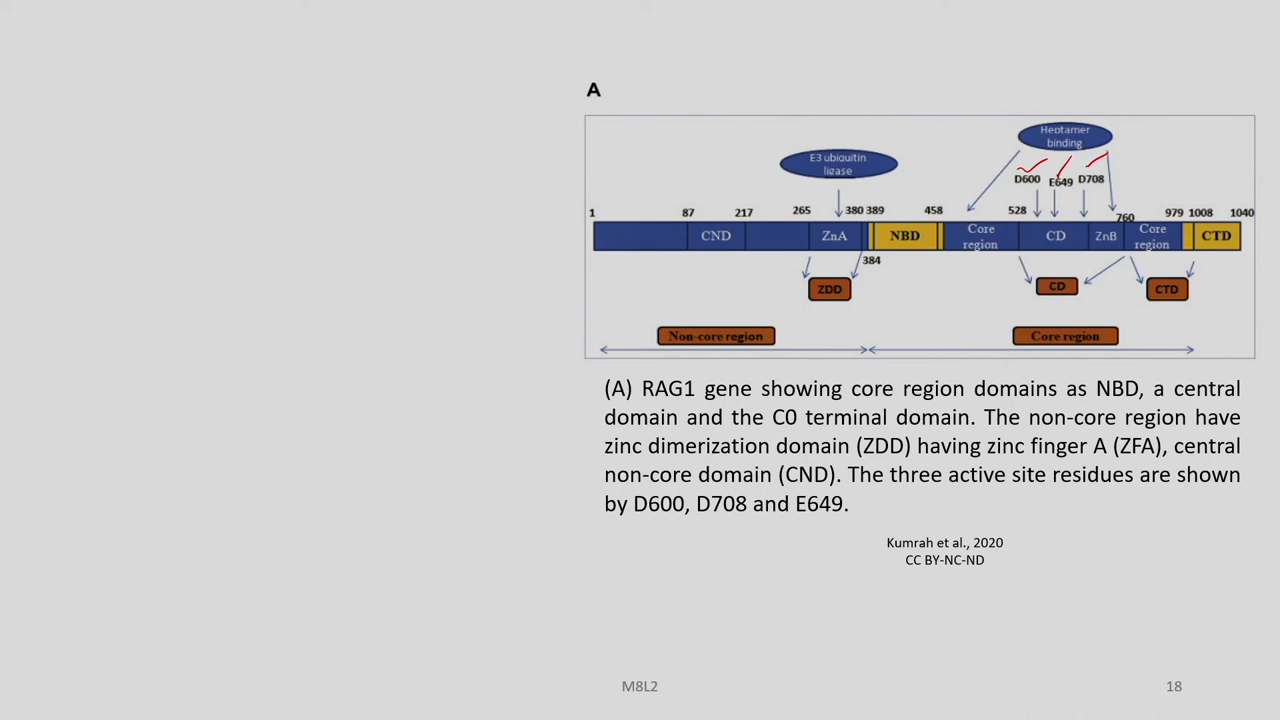 A
Heptamer
binding
E3 ubiquitin
ligase
D600 E649 D708
1 87 217 265 380 389 458 528 760 979 1008 1040
CND ZnA NBD Core region CD ZnB Core region CTD
384
ZDD CD CTD
Non-core region Core region
(A) RAG1 gene showing core region domains as NBD, a central
domain and the C0 terminal domain. The non-core region have
zinc dimerization domain (ZDD) having zinc finger A (ZFA), central
non-core domain (CND). The three active site residues are shown
by D600, D708 and E649.
Kumrah et al., 2020
CC BY-NC-ND
M8L2 18